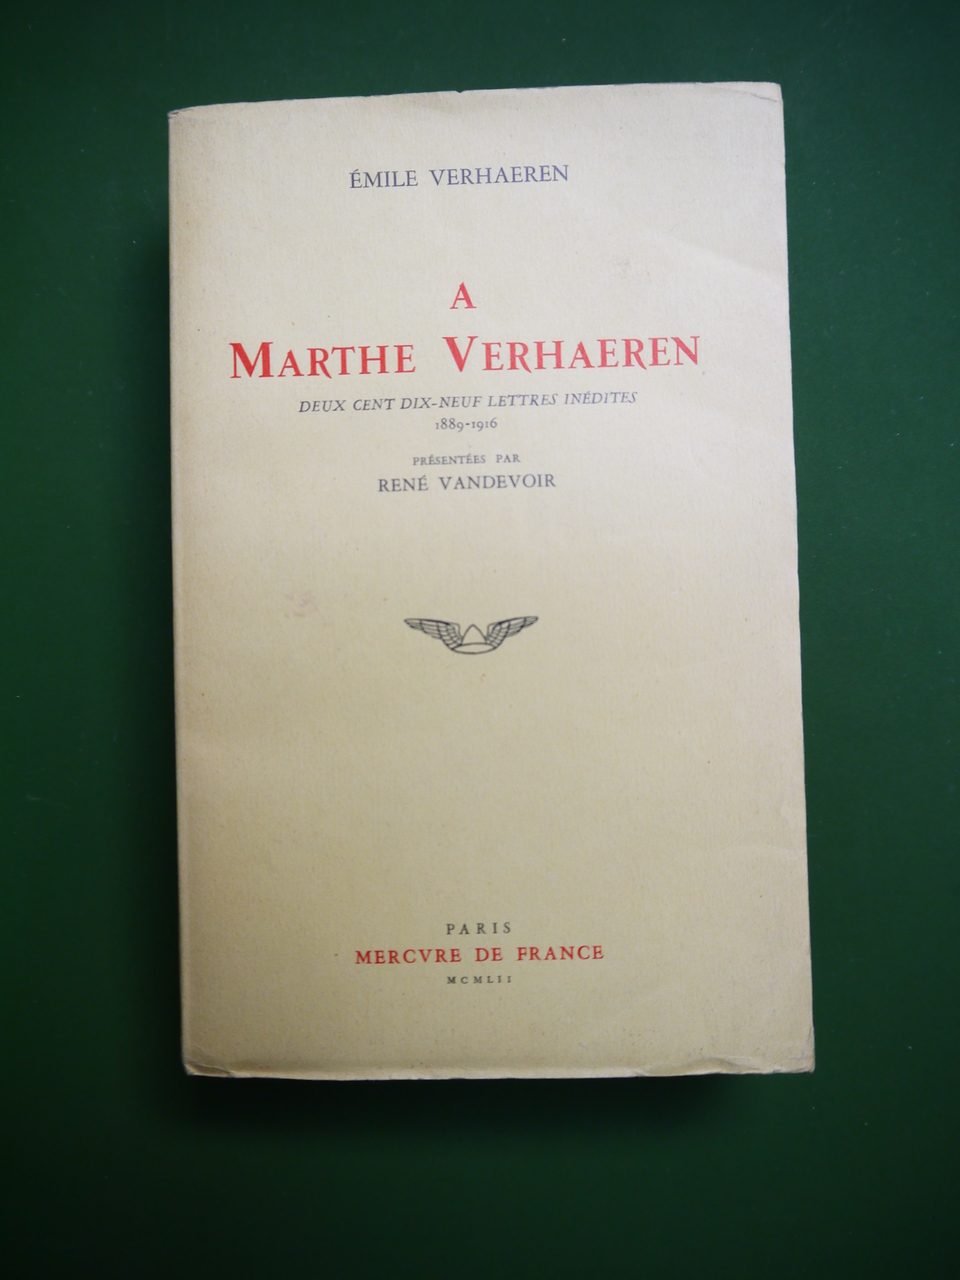 ÉMILE VERHAEREN
A
MARTHE VERHAEREN
DEUX CENT DIX-NEUF LETTRES INÉDITES
1889-1916
PRÉSENTÉES PAR
RENÉ VANDEVOIR
PARIS
MERCVRE DE FRANCE
MCMLII